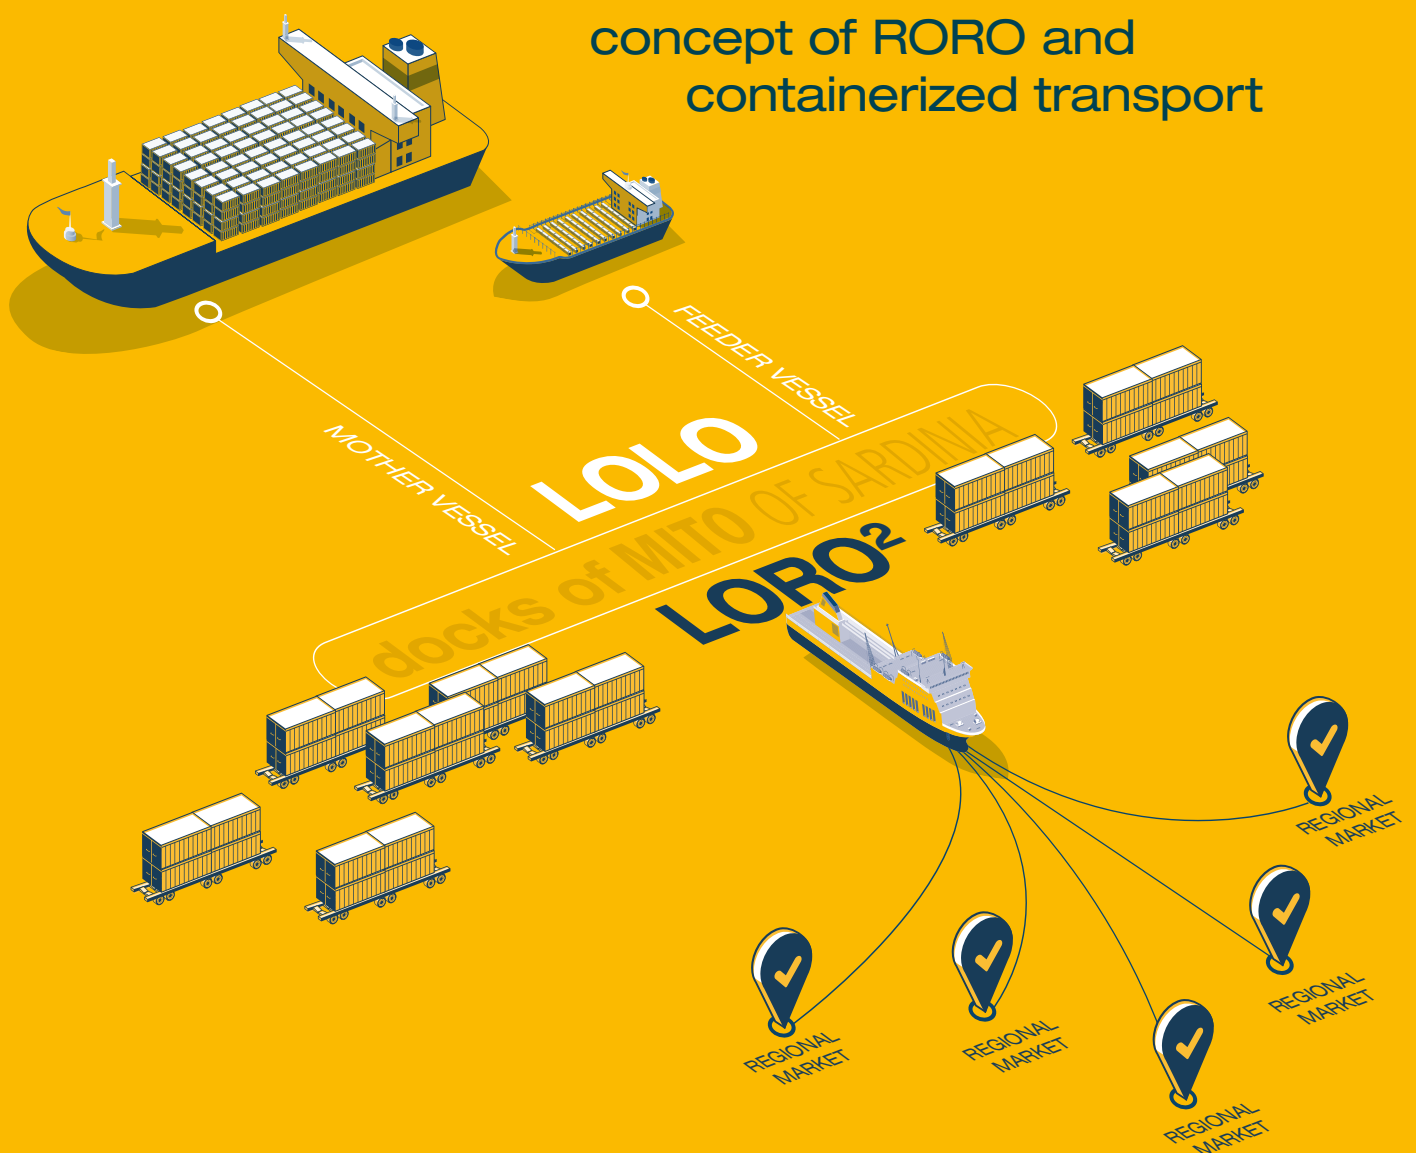 concept of RORO and
containerized transport
FEEDER VESSEL
MOTHER VESSEL
LOLO
docks of MITO OF SARDINIA
LORO²
REGIONAL
MARKET
REGIONAL
MARKET
REGIONAL
MARKET
REGIONAL
MARKET
REGIONAL
MARKET